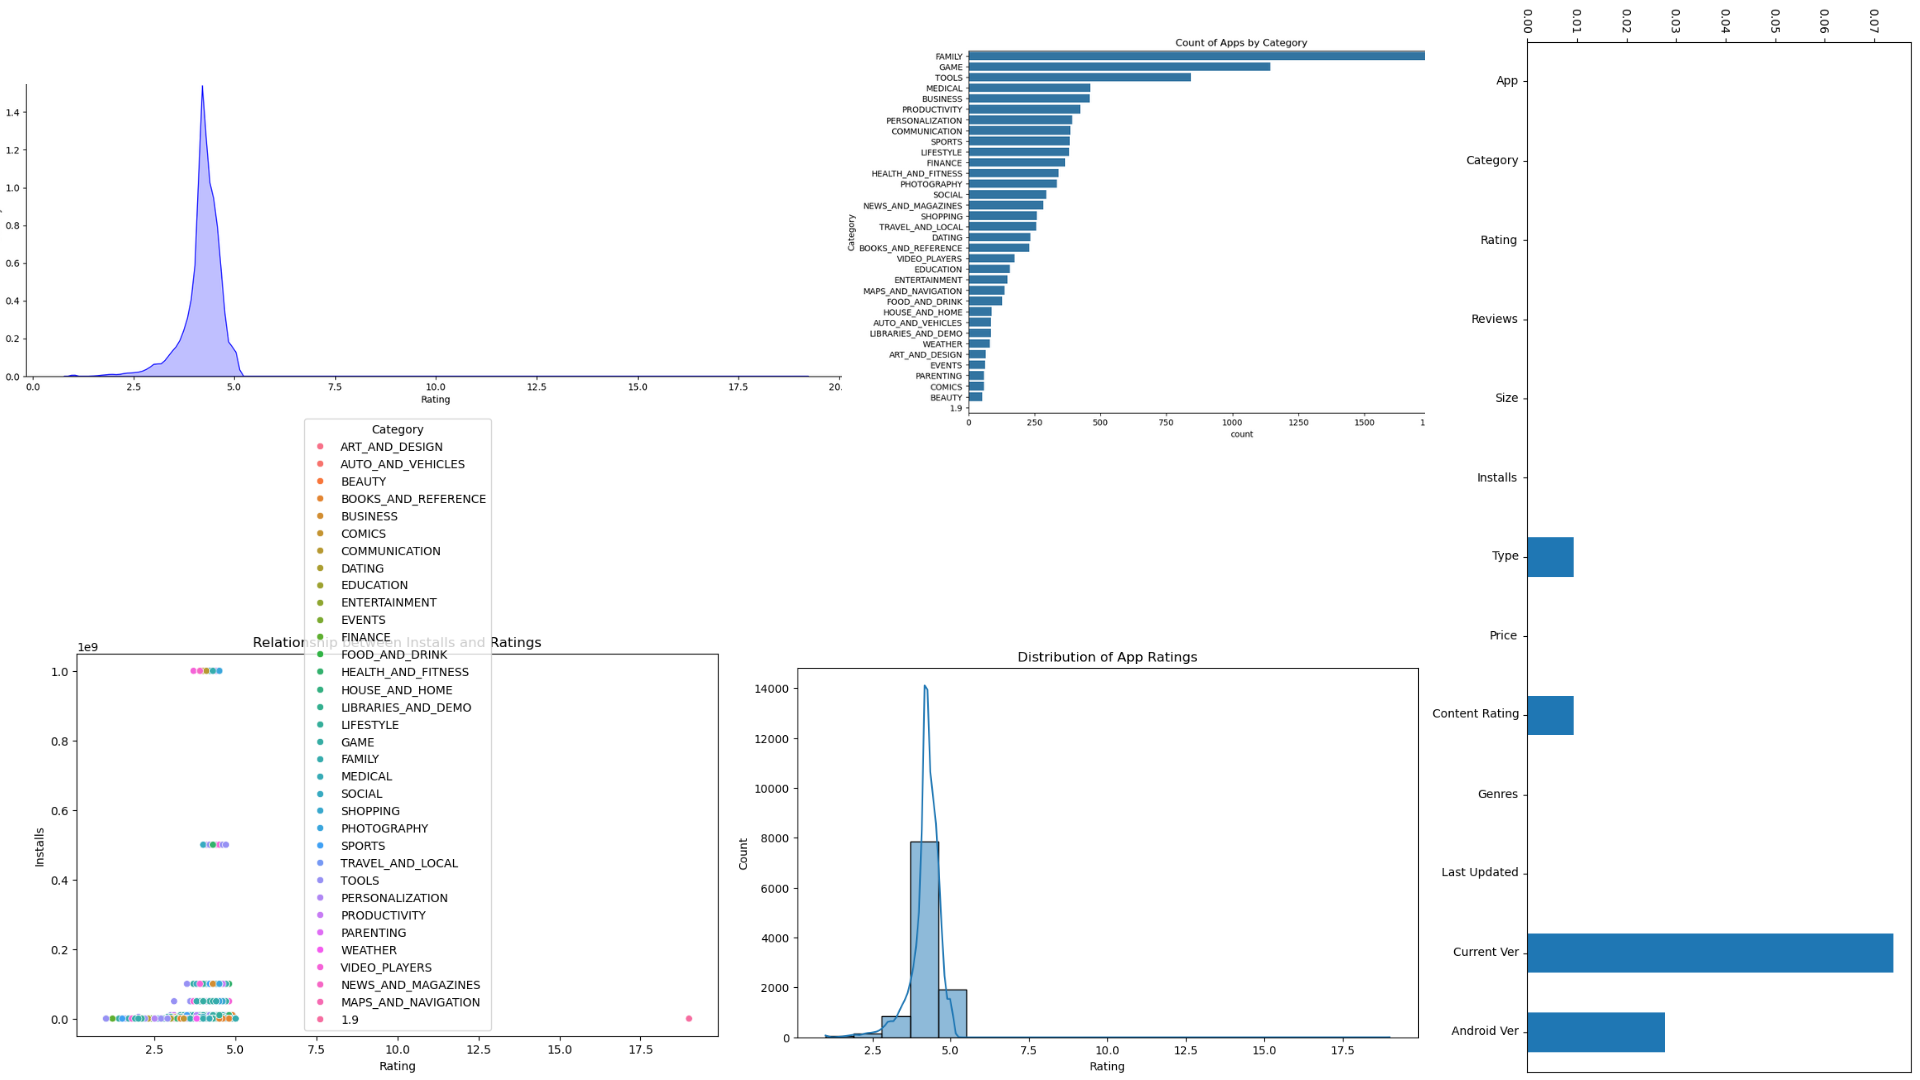 1.4
1.2
1.0
0.8
0.6
0.4
0.2
0.0
0.0 2.5 5.0 7.5 10.0 12.5 15.0 17.5 20.
Rating
Count of Apps by Category
Category
FAMILY
GAME
TOOLS
MEDICAL
BUSINESS
PRODUCTIVITY
PERSONALIZATION
COMMUNICATION
SPORTS
LIFESTYLE
FINANCE
HEALTH_AND_FITNESS
PHOTOGRAPHY
SOCIAL
NEWS_AND_MAGAZINES
SHOPPING
TRAVEL_AND_LOCAL
DATING
BOOKS_AND_REFERENCE
VIDEO_PLAYERS
EDUCATION
ENTERTAINMENT
MAPS_AND_NAVIGATION
FOOD_AND_DRINK
HOUSE_AND_HOME
AUTO_AND_VEHICLES
LIBRARIES_AND_DEMO
WEATHER
ART_AND_DESIGN
EVENTS
PARENTING
COMICS
BEAUTY
1.9
0 250 500 750 1000 1250 1500 1
count
0.00 0.01 0.02 0.03 0.04 0.05 0.06 0.07
App
Category
Rating
Reviews
Size
Installs
Type
Price
Content Rating
Genres
Last Updated
Current Ver
Android Ver
Relationship between Installs and Ratings
1e9
Installs
1.0
0.8
0.6
0.4
0.2
0.0
2.5 5.0 7.5 10.0 12.5 15.0 17.5
Rating
Category
ART_AND_DESIGN
AUTO_AND_VEHICLES
BEAUTY
BOOKS_AND_REFERENCE
BUSINESS
COMICS
COMMUNICATION
DATING
EDUCATION
ENTERTAINMENT
EVENTS
FINANCE
FOOD_AND_DRINK
HEALTH_AND_FITNESS
HOUSE_AND_HOME
LIBRARIES_AND_DEMO
LIFESTYLE
GAME
FAMILY
MEDICAL
SOCIAL
SHOPPING
PHOTOGRAPHY
SPORTS
TRAVEL_AND_LOCAL
TOOLS
PERSONALIZATION
PRODUCTIVITY
PARENTING
WEATHER
VIDEO_PLAYERS
NEWS_AND_MAGAZINES
MAPS_AND_NAVIGATION
1.9
Distribution of App Ratings
Count
14000
12000
10000
8000
6000
4000
2000
0
2.5 5.0 7.5 10.0 12.5 15.0 17.5
Rating